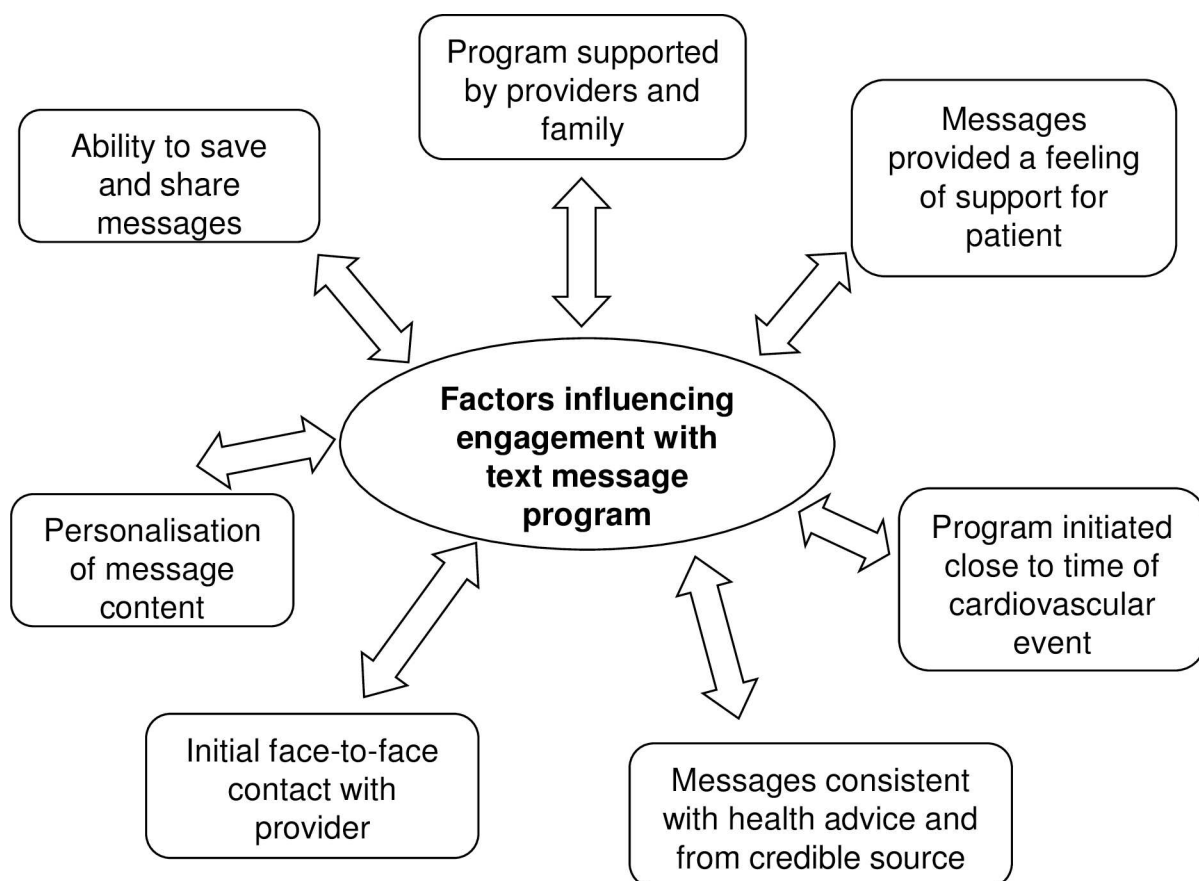 Program supported
by providers and
family
Ability to save
and share
messages
Messages
provided a feeling
of support for
patient
Factors influencing
engagement with
text message
program
Personalisation
of message
content
Program initiated
close to time of
cardiovascular
event
Initial face-to-face
contact with
provider
Messages consistent
with health advice and
from credible source